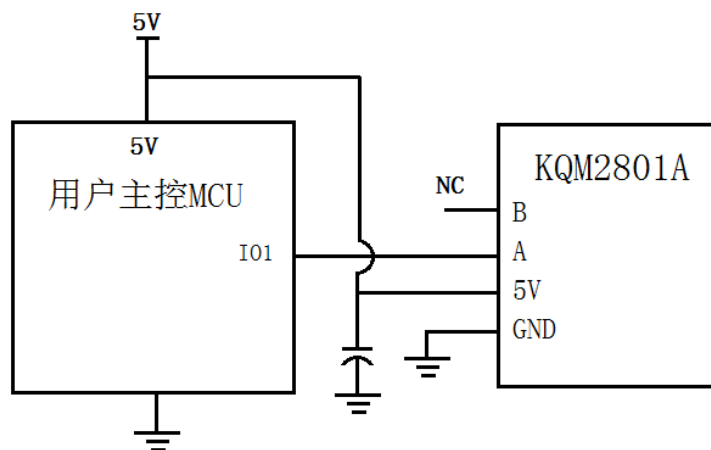 5V
5V
用户主控MCU
IO1
KQM2801A
NC
B
A
5V
GND